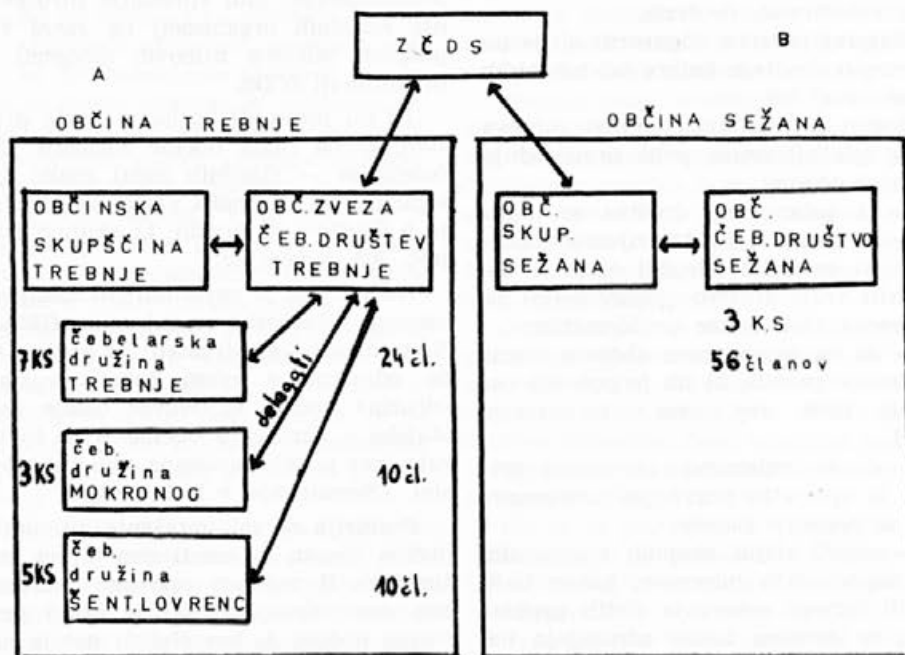 Z Č D S
A
B
OBČINA TREBNJE
OBČINA SEŽANA
OBČINSKA
SKUPŠČINA
TREBNJE
OBČ. ZVEZA
ČEB. DRUŠTEV
TREBNJE
OBČ.
SKUP.
SEŽANA
OBČ.
ČEB. DRUŠTVO
SEŽANA
3 K.S
56 članov
7KS
čebelarska
družina
TREBNJE
24 čl.
delegati
3KS
čeb.
družina
MOKRONOG
10 čl.
5KS
čeb.
družina
ŠENT. LOVRENC
10 čl.